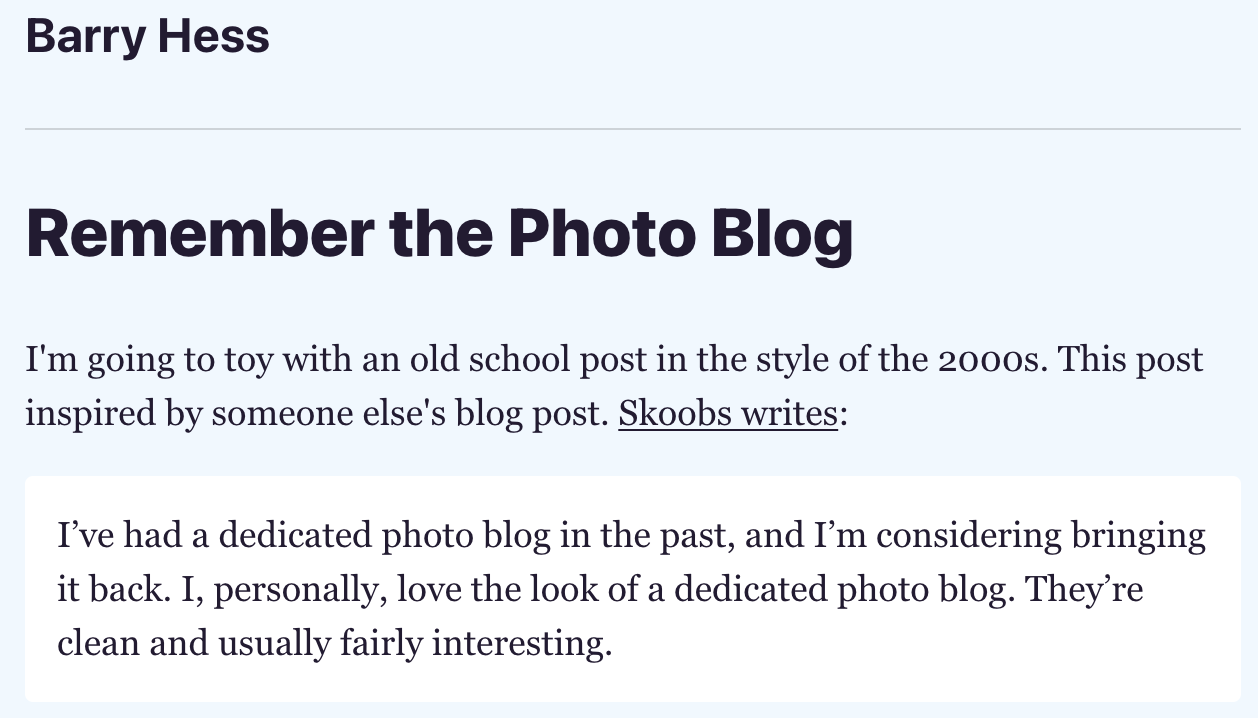 Barry Hess
Remember the Photo Blog
I'm going to toy with an old school post in the style of the 2000s. This post
inspired by someone else's blog post. Skoobs writes:
I’ve had a dedicated photo blog in the past, and I’m considering bringing
it back. I, personally, love the look of a dedicated photo blog. They’re
clean and usually fairly interesting.